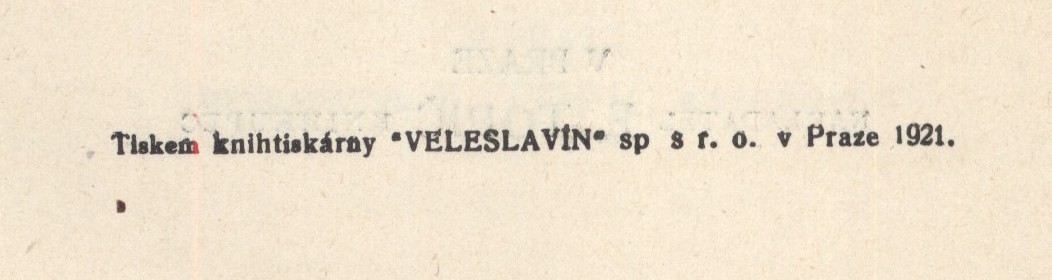 Tiskem knihtiskárny "VELESLAVÍN" sp s r. o. v Praze 1921.